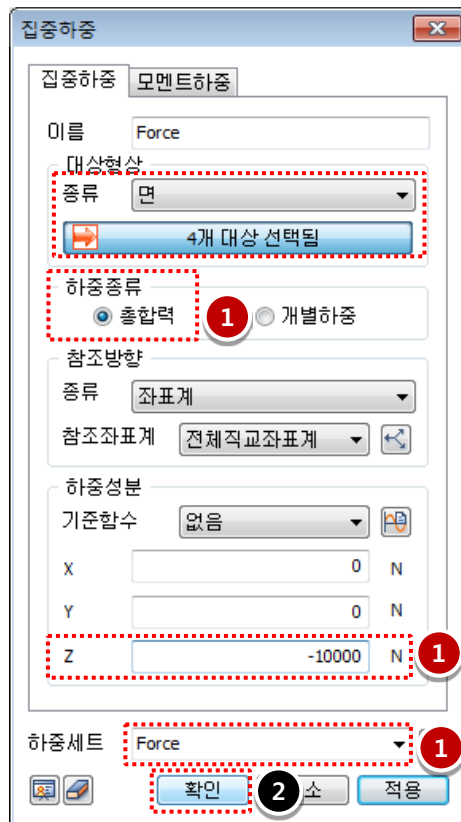 집중하중
집중하중 모멘트하중
이름 Force
대상형상
종류 면
4개 대상 선택됨
하중종류
총합력 1 개별하중
참조방향
종류 좌표계
참조좌표계 전체직교좌표계
하중성분
기준함수 없음
X 0 N
Y 0 N
Z -10000 N 1
하중세트 Force 1
확인 2 소 적용